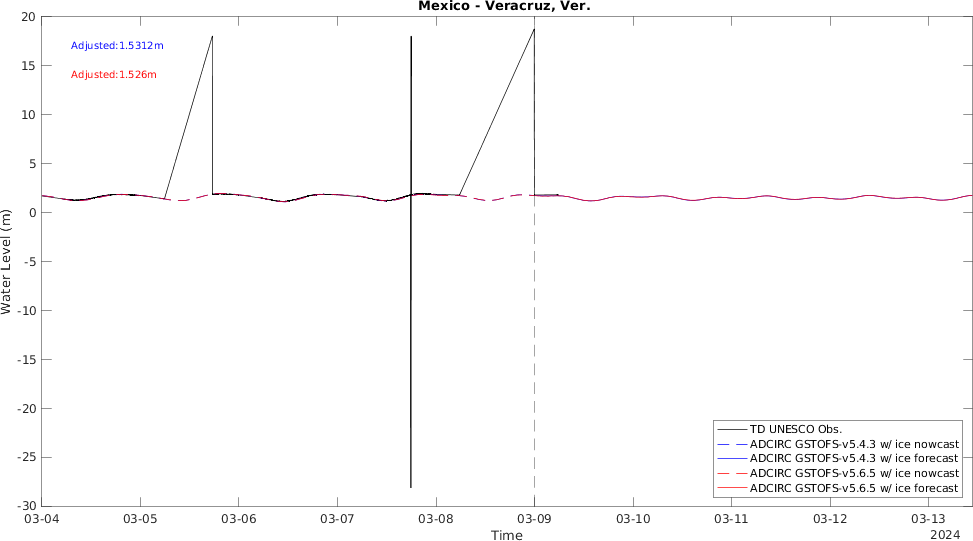 Mexico - Veracruz, Ver.
20
15
10
5
0
-5
-10
-15
-20
-25
-30
Water Level (m)
Adjusted:1.5312m
Adjusted:1.526m
TD UNESCO Obs.
ADCIRC GSTOFS-v5.4.3 w/ ice nowcast
ADCIRC GSTOFS-v5.4.3 w/ ice forecast
ADCIRC GSTOFS-v5.6.5 w/ ice nowcast
ADCIRC GSTOFS-v5.6.5 w/ ice forecast
03-04 03-05 03-06 03-07 03-08 03-09 03-10 03-11 03-12 03-13
Time
2024